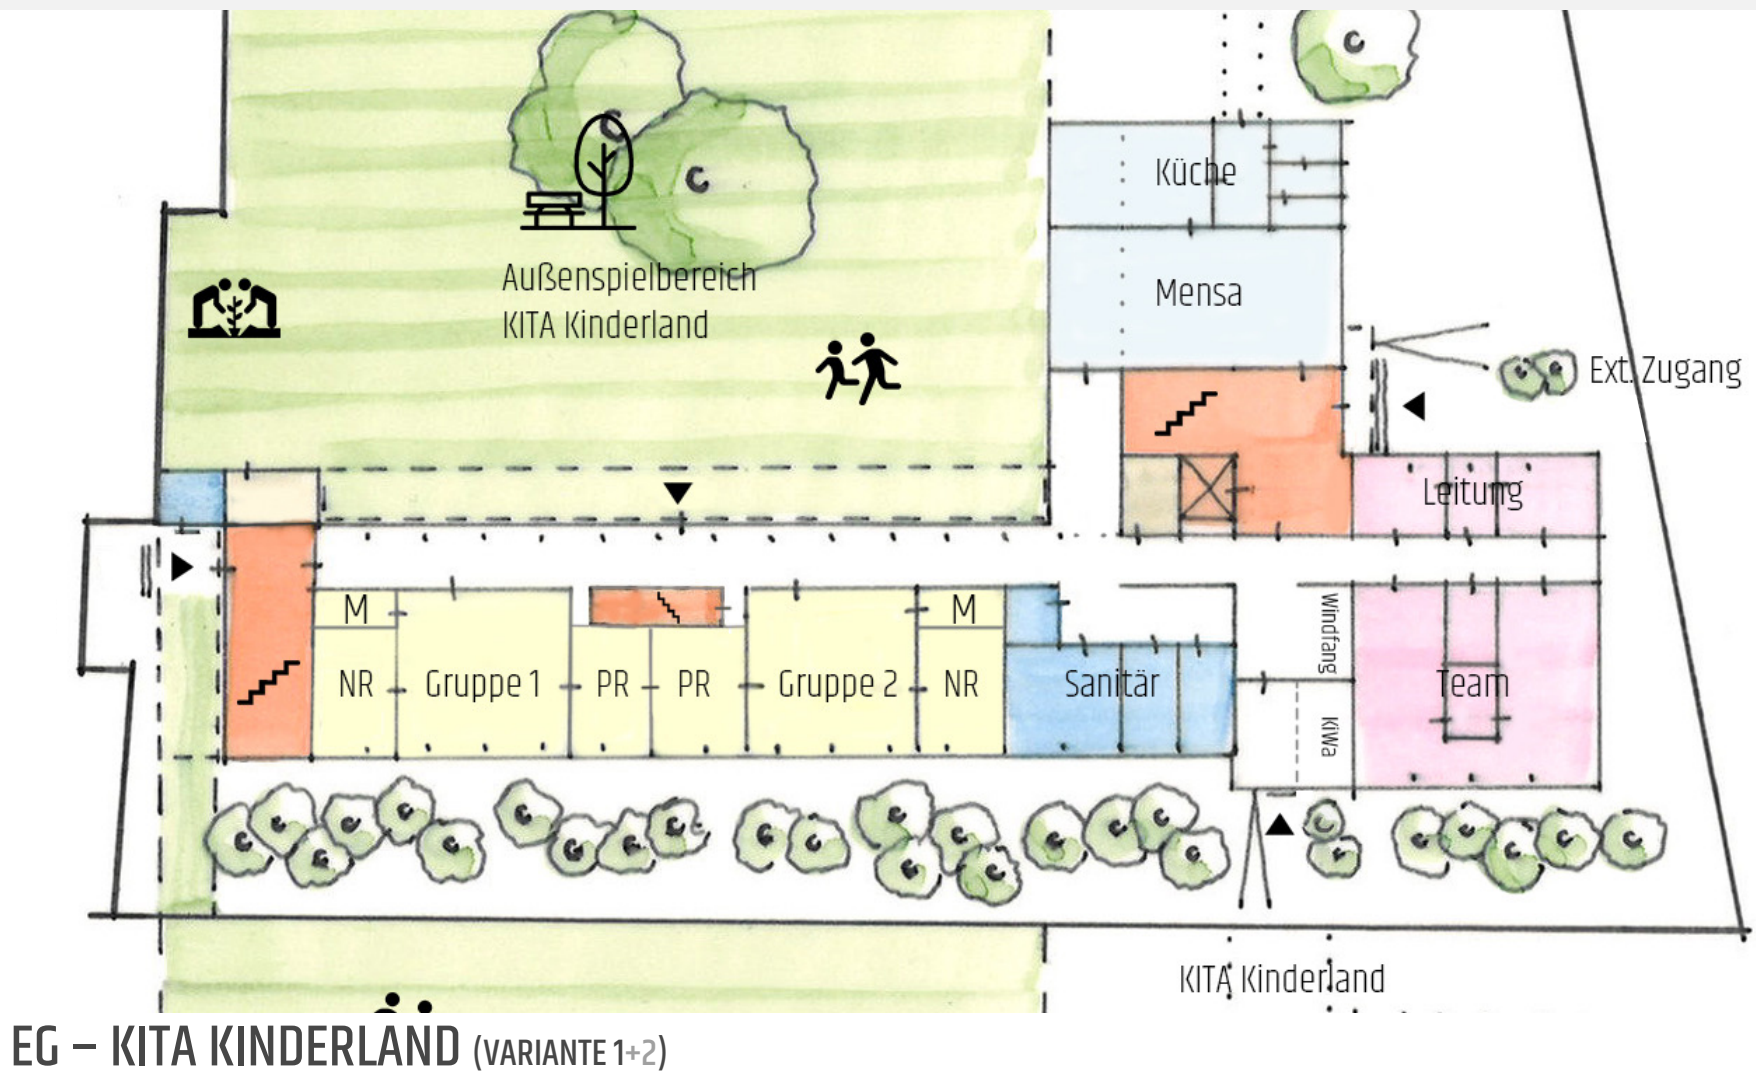 Küche
Außenspielbereich
KITA Kinderland
Mensa
Ext. Zugang
Leitung
M
M
NR
Gruppe 1
PR
PR
Gruppe 2
NR
Sanitär
Windfang
KiWa
Team
KITA Kinderland
EG – KITA KINDERLAND (VARIANTE 1+2)